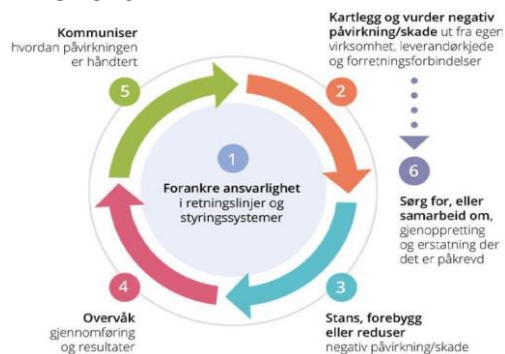 1
Forankre ansvarlighet
i retningslinjer og
styringssystemer
2
Kartlegg og vurder negativ
påvirkning/skade ut fra egen
virksomhet, leverandørkjede
og forretningsforbindelser
3
Stans, forebygg
eller reduser
negativ påvirkning/skade
4
Overvåk
gjennomføring
og resultater
5
Kommuniser
hvordan påvirkningen
er håndtert
6
Sørg for, eller
samarbeid om,
gjenoppretting
og erstatning der
det er påkrevd